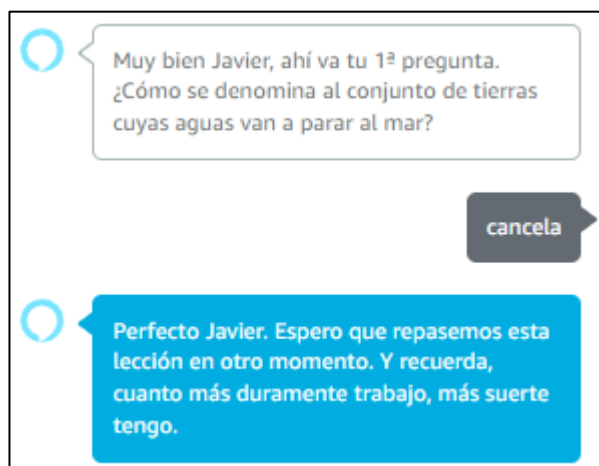 Muy bien Javier, ahí va tu 1ª pregunta.
¿Cómo se denomina al conjunto de tierras
cuyas aguas van a parar al mar?
cancela
Perfecto Javier. Espero que repasemos esta
lección en otro momento. Y recuerda,
cuanto más duramente trabajo, más suerte
tengo.